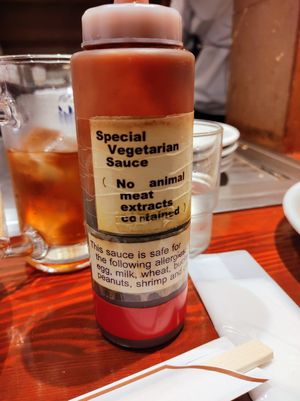 Special
Vegetarian
Sauce
( No animal
meat
extracts
contained )
This sauce is safe for
the following allergies
egg, milk, wheat,
peanuts, shrimp and